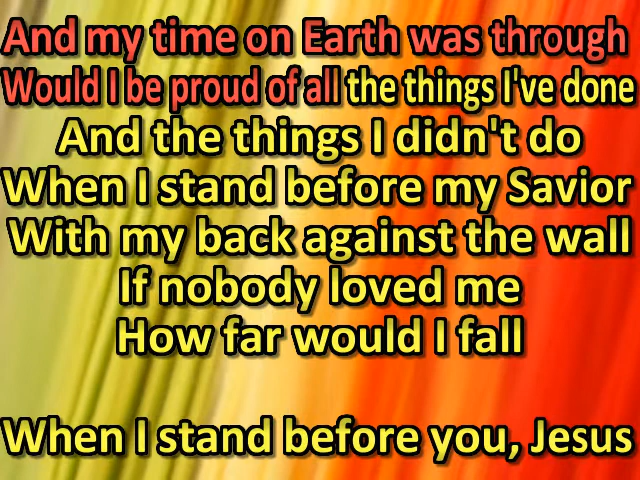 And my time on Earth was through
Would I be proud of all the things I've done
And the things I didn't do
When I stand before my Savior
With my back against the wall
If nobody loved me
How far would I fall
When I stand before you, Jesus